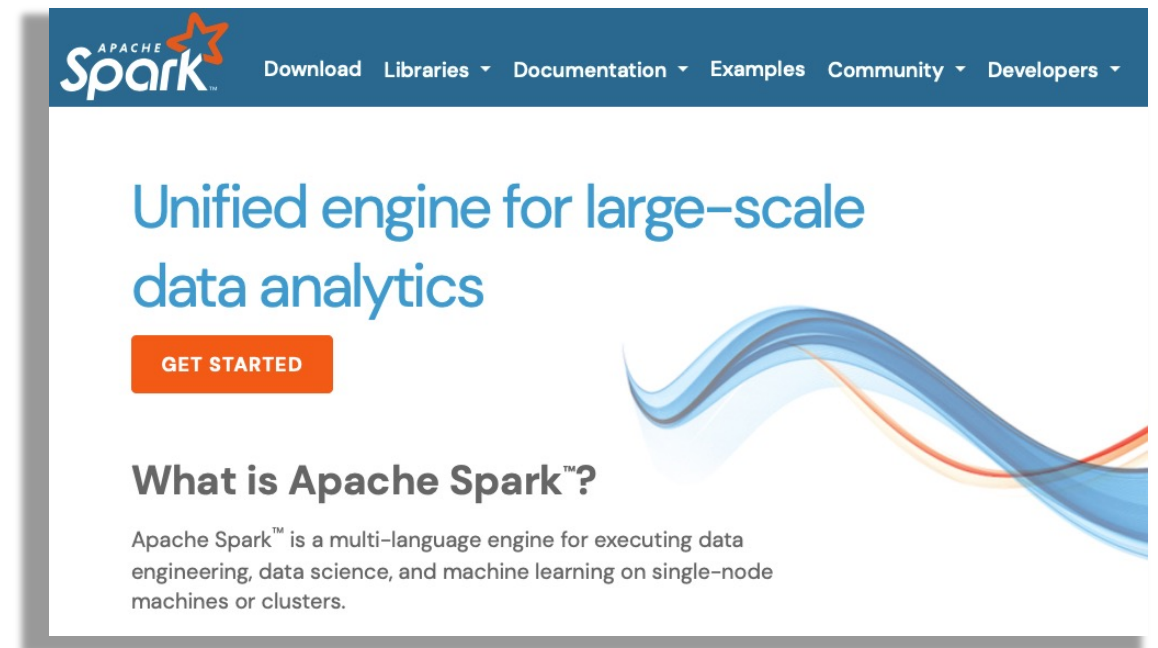 APACHE
Spark™
Download Libraries Documentation Examples Community Developers
Unified engine for large-scale
data analytics
GET STARTED
What is Apache Spark™?
Apache Spark™ is a multi-language engine for executing data
engineering, data science, and machine learning on single-node
machines or clusters.